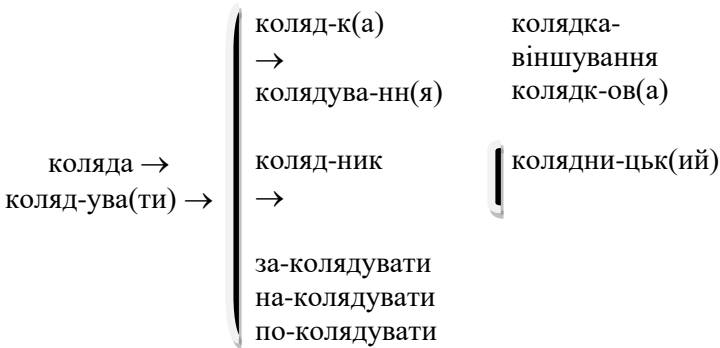 коляда →
коляд-ува(ти) →
коляд-к(а)
→
колядува-нн(я)
коляд-ник
→
за-колядувати
на-колядувати
по-колядувати
колядка-
віншування
колядк-ов(а)
колядни-цьк(ий)